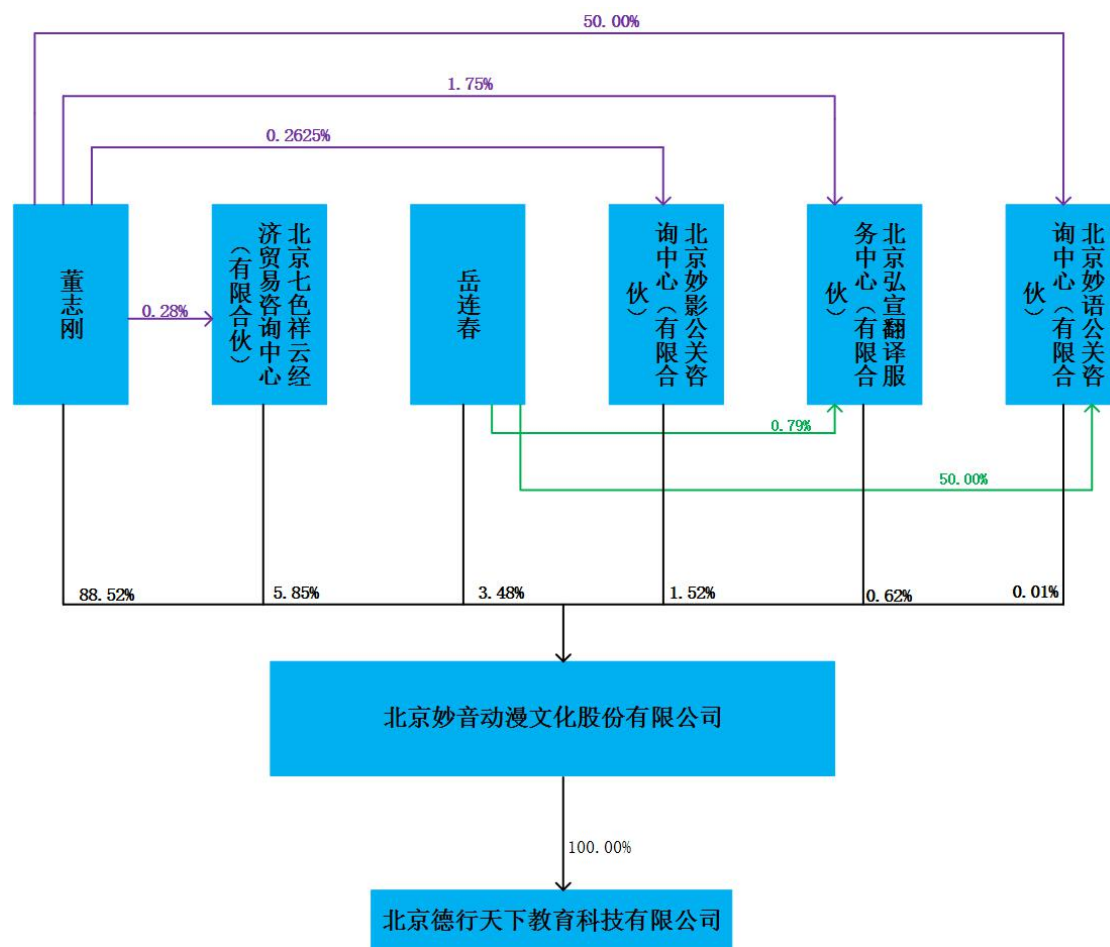 50.00%
1.75%
0.2625%
董志刚
0.28%
北京七色祥云经
济贸易咨询中心
（有限合伙）
岳连春
北京妙影公关咨
询中心（有限合
伙）
北京弘宣翻译服
务中心（有限合
伙）
北京妙语公关咨
询中心（有限合
伙）
0.79%
50.00%
88.52%
5.85%
3.48%
1.52%
0.62%
0.01%
北京妙音动漫文化股份有限公司
100.00%
北京德行天下教育科技有限公司